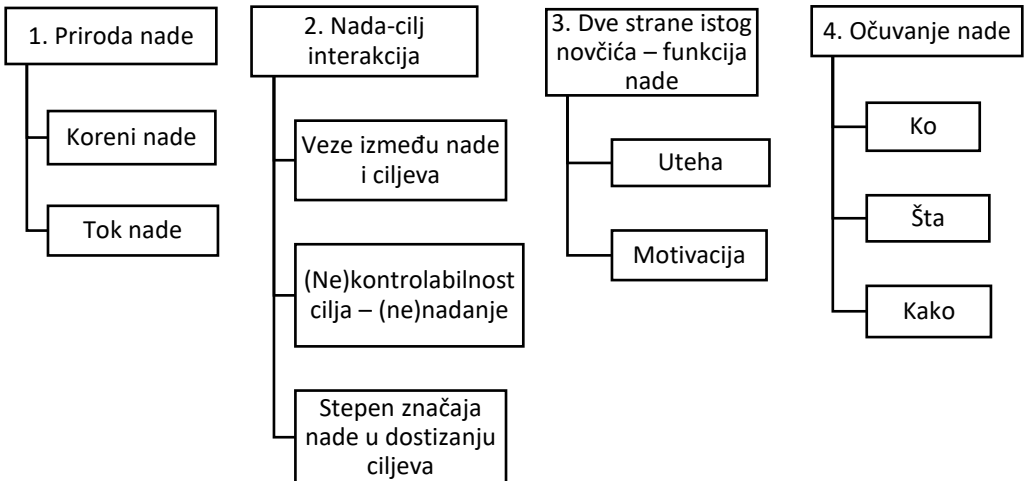 1. Priroda nade
Koreni nade
Tok nade
2. Nada-cilj
interakcija
Veze između nade
i ciljeva
(Ne)kontrolabilnost
cilja – (ne)nadanje
Stepen značaja
nade u dostizanju
ciljeva
3. Dve strane istog
novčića – funkcija
nade
Uteha
Motivacija
4. Očuvanje nade
Ko
Šta
Kako